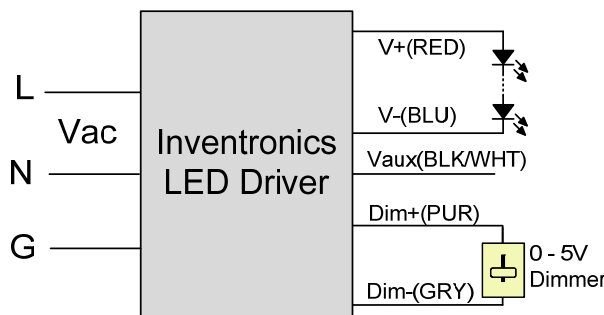 L
Vac
N
G
Inventronics
LED Driver
V+(RED)
V-(BLU)
Vaux(BLK/WHT)
Dim+(PUR)
Dim-(GRY)
0 - 5V
Dimmer